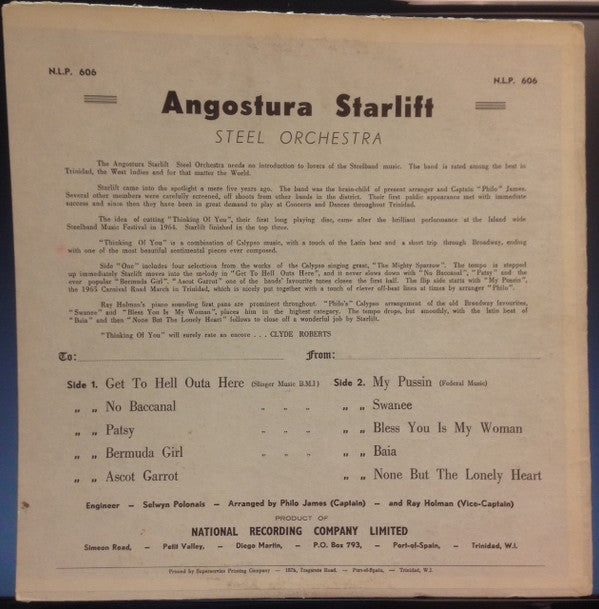 N.L.P. 606
N.L.P. 606
Angostura Starlift
STEEL ORCHESTRA
The Angostura Starlift Steel Orchestra needs no introduction to lovers of the Steelband music. The band is rated among the best in
Trinidad, the West Indies and for that matter the World.
Starlift came into the spotlight a mere five years ago. The band was the brain-child of present arranger and Captain "Philo" James.
Several other members were carefully screened, off shoots from other bands in the district. Their first public appearance met with immediate
success and since then they have been in great demand to play at Concerts and Dances throughout Trinidad.
The idea of cutting "Thinking Of You", their first long playing disc, came after the brilliant performance at the Island wide
Steelband Music Festival in 1964. Starlift finished in the top three.
"Thinking Of You" is a combination of Calypso music, with a touch of the Latin beat and a short trip through Broadway, ending
with one of the most beautiful sentimental pieces ever composed.
Side "One" includes four selections from the works of the Calypso singing great, "The Mighty Sparrow". The tempo is stepped
up immediately Starlift moves into the melody in "Get To Hell Outa Here", and it never slows down with "No Baccanal", "Patsy" and the
ever popular "Bermuda Girl". "Ascot Garrot" one of the bands' favourite tunes closes the first half. The flip side starts with "My Pussin",
the 1965 Carnival Road March in Trinidad, which is nicely put together with a touch of clever off-beat lines at times by arranger "Philo".
Ray Holman's piano sounding first pans are prominent throughout. "Philo's" Calypso arrangement of the old Broadway favourites,
"Swanee" and "Bless You Is My Woman", places him in the highest category. The tempo drops, but smoothly, with the latin beat of
"Baia" and then "None But The Lonely Heart" follows to close off a wonderful job by Starlift.
"Thinking Of You" will surely rate an encore . . . CLYDE ROBERTS
To: From:
Side 1. Get To Hell Outa Here (Slinger Music B.M.I) Side 2. My Pussin (Federal Music)
" " No Baccanal " " " " " Swanee
" " Patsy " " " " " Bless You Is My Woman
" " Bermuda Girl " " " " " Baia
" " Ascot Garrot " " None But The Lonely Heart
Engineer – Selwyn Polonais – Arranged by Philo James (Captain) – and Ray Holman (Vice-Captain)
PRODUCT OF
NATIONAL RECORDING COMPANY LIMITED
Simeon Road, – Petit Valley, – Diego Martin, – P.O. Box 793, – Port-of-Spain, – Trinidad, W.I.
Printed by Superservice Printing Company – 157A, Tragarete Road. – Port-of-Spain, – Trinidad, W.I.